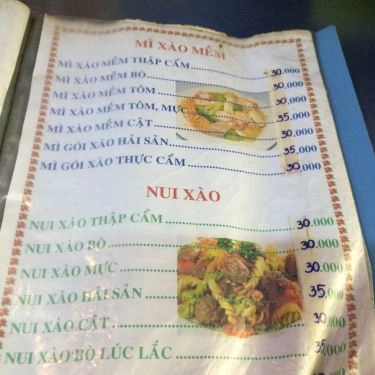 MÌ XÀO MỀM
MÌ XÀO MỀM THẬP CẨM 30.000
MÌ XÀO MỀM BÒ 30.000
MÌ XÀO MỀM TÔM 30.000
MÌ XÀO MỀM TÔM, MỰC 35.000
MÌ XÀO MỀM CẬT 30.000
MÌ GÓI XÀO HẢI SẢN 35.000
MÌ GÓI XÀO THỰC CẨM 30.000
NUI XÀO
NUI XÀO THẬP CẨM 30.000
NUI XÀO BÒ 30.000
NUI XÀO MỰC 30.000
NUI XÀO HẢI SẢN 35.000
NUI XÀO CẬT 30.000
NUI XÀO BÒ LÚC LẮC 35.000